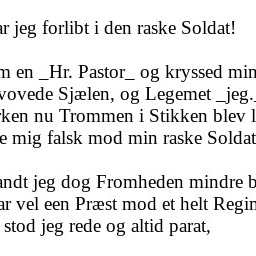 ar jeg forlibt i den raske Soldat!
m en _Hr. Pastor_ og kryssed min
vovede Sjælen, og Legemet _jeg._
ken nu Trommen i Stikken blev l
e mig falsk mod min raske Soldat
andt jeg dog Fromheden mindre b
ar vel een Præst mod et helt Regin
stod jeg rede og altid parat,